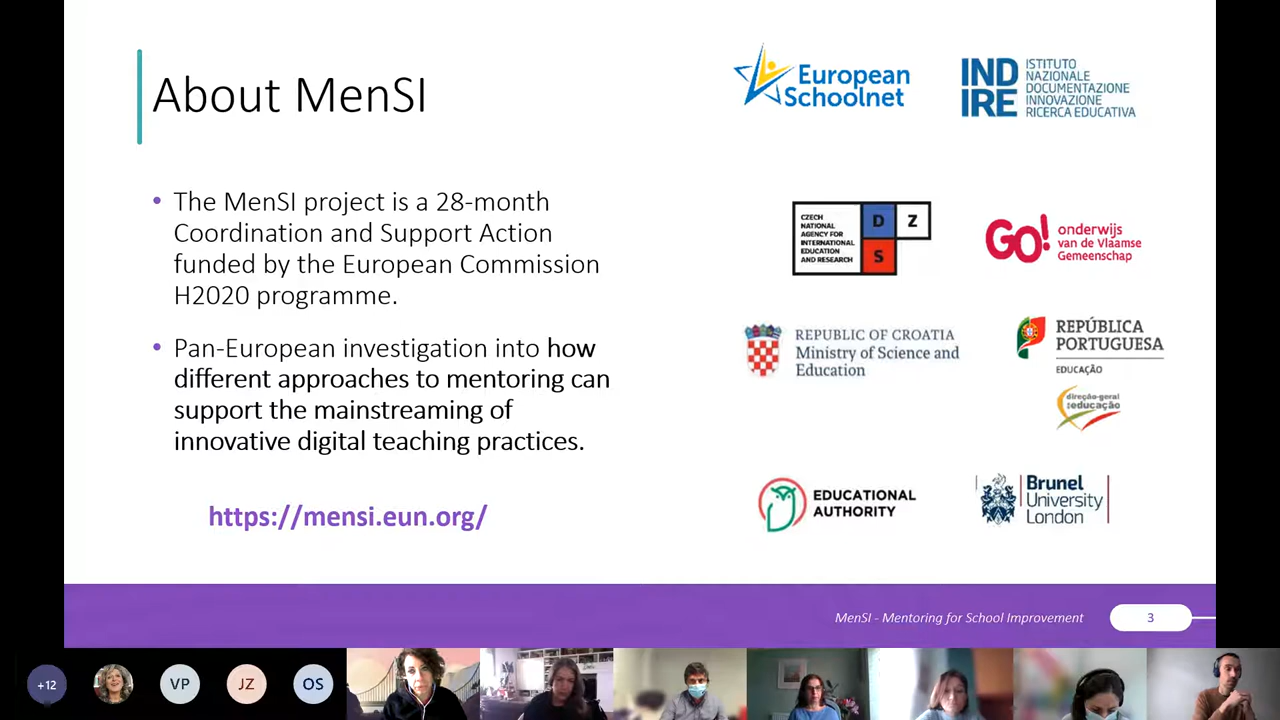 About MenSI
• The MenSI project is a 28-month
Coordination and Support Action
funded by the European Commission
H2020 programme.
• Pan-European investigation into how
different approaches to mentoring can
support the mainstreaming of
innovative digital teaching practices.
https://mensi.eun.org/
European
Schoolnet
IND
IRE
ISTITUTO
NAZIONALE
DOCUMENTAZIONE
INNOVAZIONE
RICERCA EDUCATIVA
CZECH
NATIONAL
AGENCY FOR
INTERNATIONAL
EDUCATION
AND RESEARCH
D Z
S
GO!
onderwijs
van de Vlaamse
Gemeenschap
REPUBLIC OF CROATIA
Ministry of Science and
Education
REPÚBLICA
PORTUGUESA
EDUCAÇÃO
direção-geral
da educação
EDUCATIONAL
AUTHORITY
Brunel
University
London
MenSI - Mentoring for School Improvement
3
+12
VP
JZ
OS